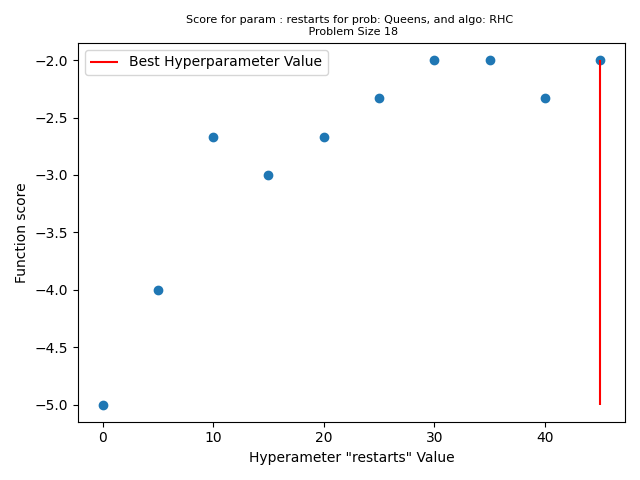 Score for param : restarts for prob: Queens, and algo: RHC
Problem Size 18
Best Hyperparameter Value
Function score
−2.0
−2.5
−3.0
−3.5
−4.0
−4.5
−5.0
0 10 20 30 40
Hyperameter "restarts" Value